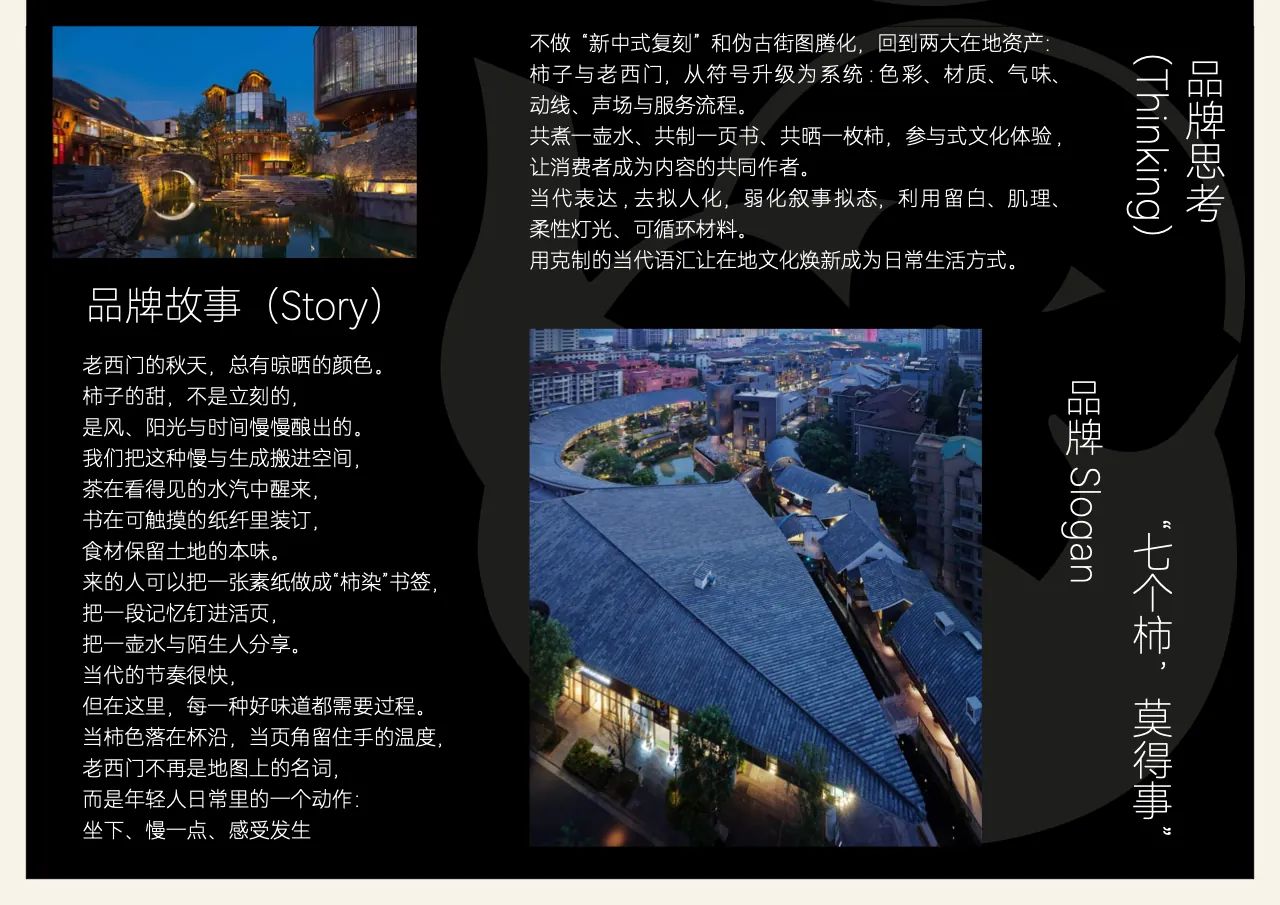 品牌故事（Story）
老西门的秋天，总有晾晒的颜色。
柿子的甜，不是立刻的，
是风、阳光与时间慢慢酿出的。
我们把这种慢与生成搬进空间，
茶在看得见的水汽中醒来，
书在可触摸的纸纤里装订，
食材保留土地的本味。
来的人可以把一张素纸做成“柿染”书签，
把一段记忆钉进活页，
把一壶水与陌生人分享。
当代的节奏很快，
但在这里，每一种好味道都需要过程。
当柿色落在杯沿，当页角留住手的温度，
老西门不再是地图上的名词，
而是年轻人日常里的一个动作：
坐下、慢一点、感受发生
品牌思考
（Thinking）
不做“新中式复刻”和伪古街图腾化，回到两大在地资产：
柿子与老西门，从符号升级为系统：色彩、材质、气味、
动线、声场与服务流程。
共煮一壶水、共制一页书、共晒一枚柿，参与式文化体验，
让消费者成为内容的共同作者。
当代表达，去拟人化，弱化叙事拟态，利用留白、肌理、
柔性灯光、可循环材料。
用克制的当代语汇让在地文化焕新成为日常生活方式。
品牌 Slogan
“七个柿，莫得事”